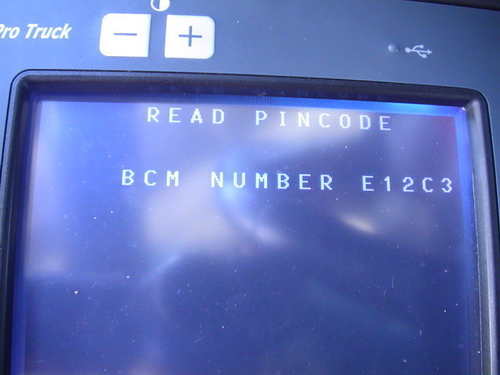 Pro Truck
READ PINCODE
BCM NUMBER E12C3